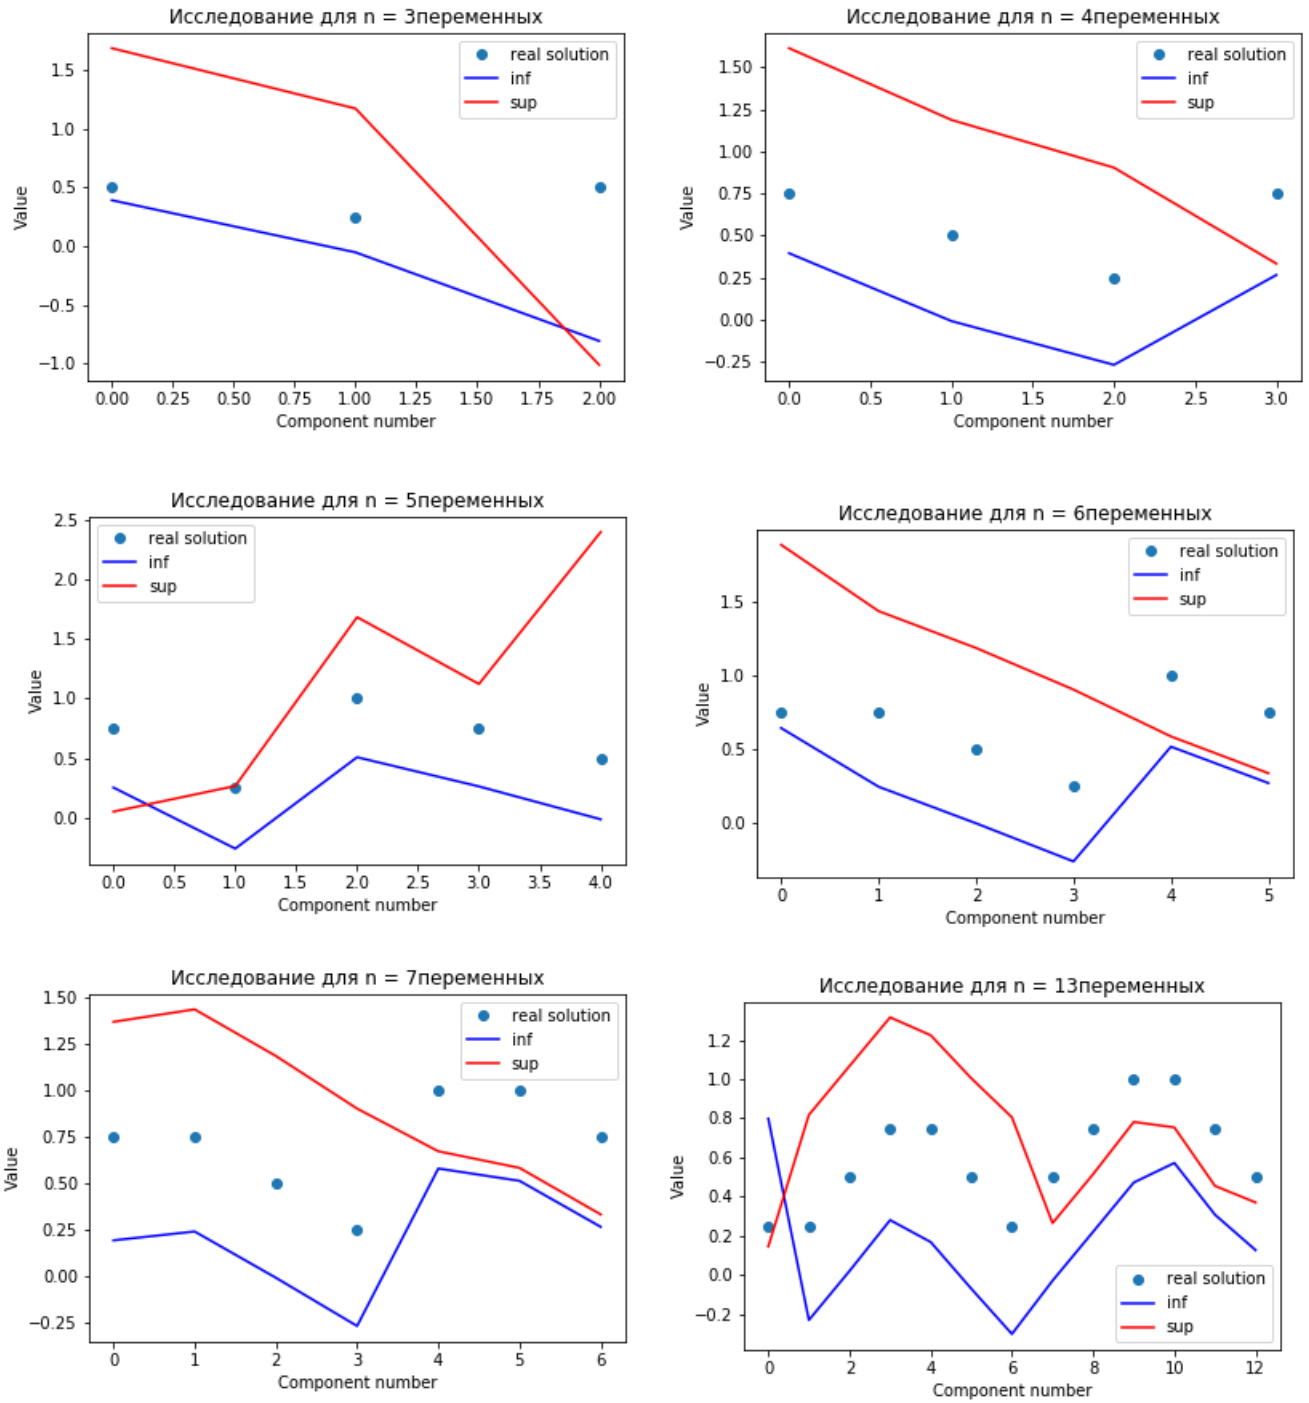 Исследование для n = 3переменных
real solution
inf
sup
1.5
1.0
0.5
0.0
−0.5
−1.0
Value
0.00 0.25 0.50 0.75 1.00 1.25 1.50 1.75 2.00
Component number
Исследование для n = 4переменных
real solution
inf
sup
1.50
1.25
1.00
0.75
0.50
0.25
0.00
−0.25
Value
0.0 0.5 1.0 1.5 2.0 2.5 3.0
Component number
Исследование для n = 5переменных
real solution
inf
sup
2.5
2.0
1.5
1.0
0.5
0.0
Value
0.0 0.5 1.0 1.5 2.0 2.5 3.0 3.5 4.0
Component number
Исследование для n = 6переменных
real solution
inf
sup
1.5
1.0
0.5
0.0
Value
0 1 2 3 4 5
Component number
Исследование для n = 7переменных
real solution
inf
sup
1.50
1.25
1.00
0.75
0.50
0.25
0.00
−0.25
Value
0 1 2 3 4 5 6
Component number
Исследование для n = 13переменных
1.2
1.0
0.8
0.6
0.4
0.2
0.0
−0.2
Value
real solution
inf
sup
0 2 4 6 8 10 12
Component number